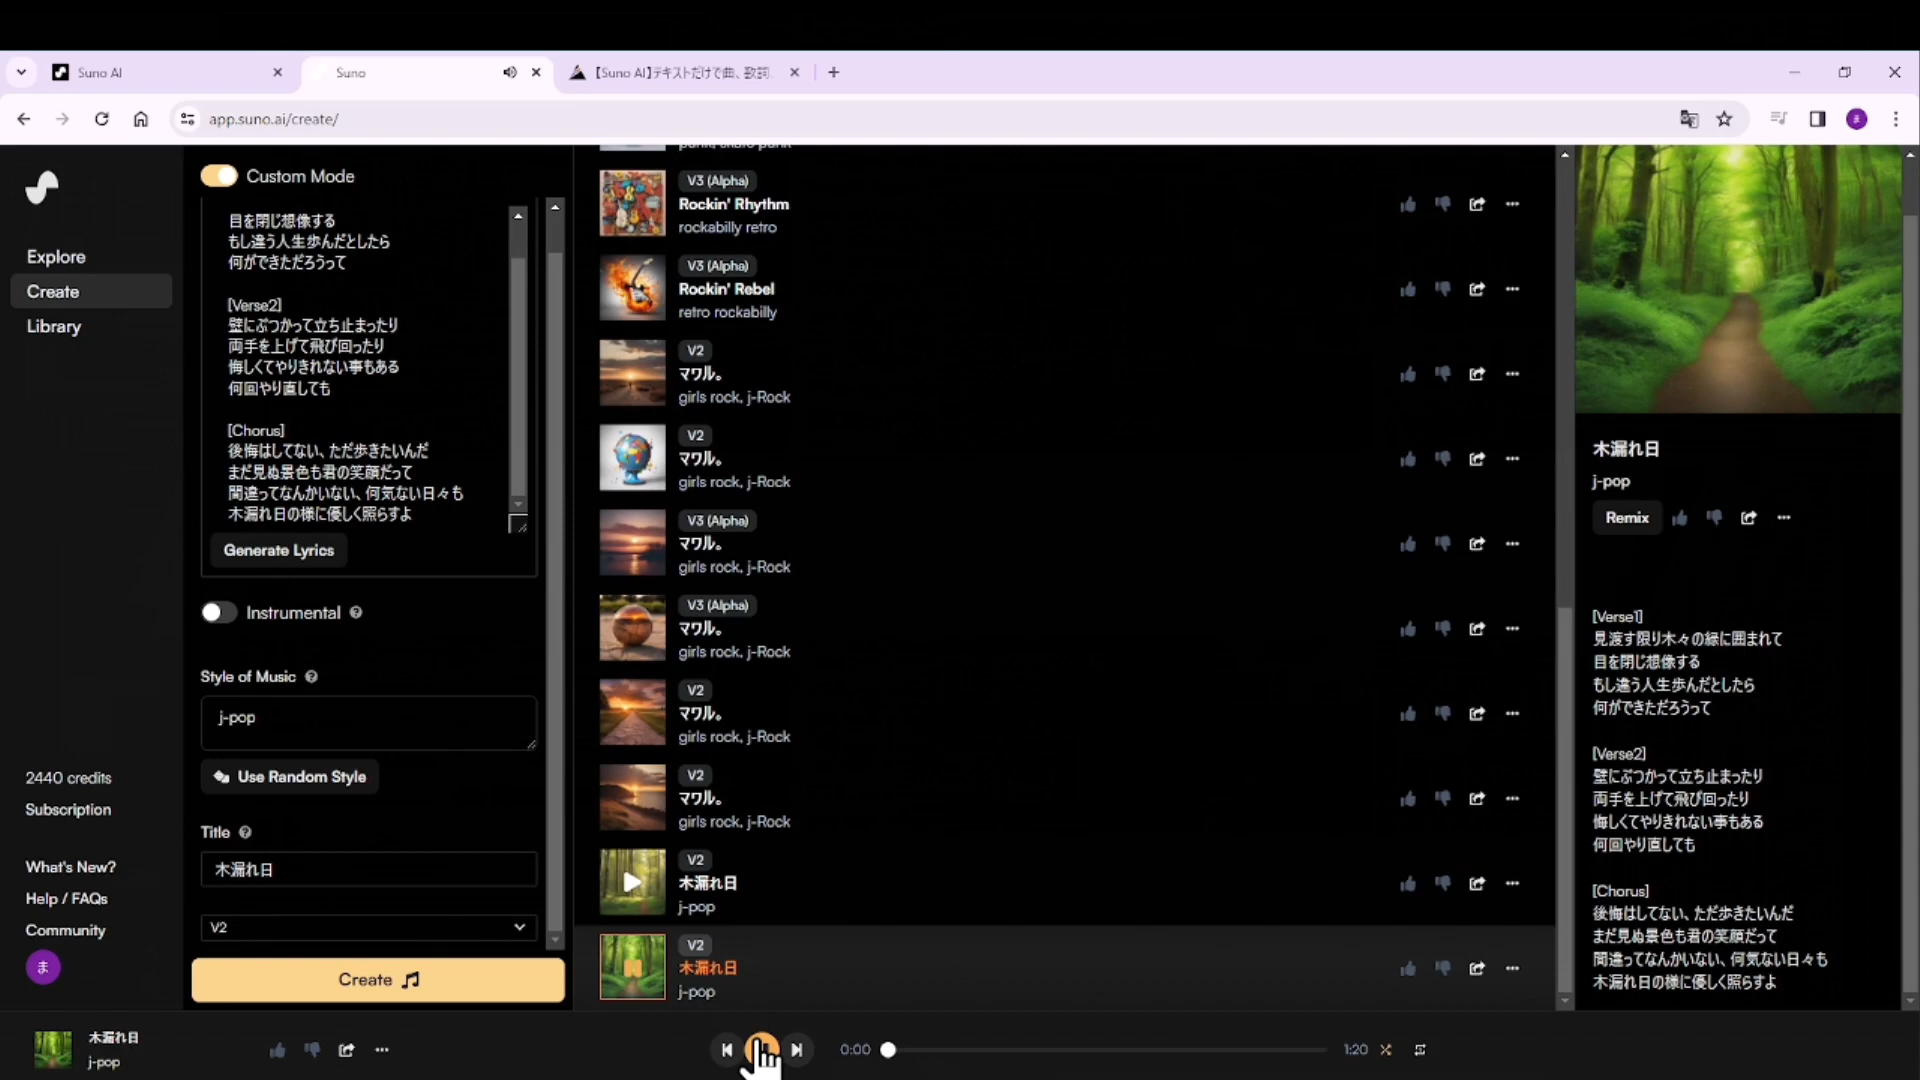 Suno AI
Suno
【Suno AI】テキストだけで曲、歌詞
app.suno.ai/create/
Explore
Create
Library
2440 credits
Subscription
What's New?
Help / FAQs
Community
ま
Custom Mode
目を閉じ想像する
もし違う人生歩んだとしたら
何ができただろうって
[Verse2]
壁にぶつかって立ち止まったり
両手を上げて飛び回ったり
悔しくてやりきれない事もある
何回やり直しても
[Chorus]
後悔はしてない、ただ歩きたいんだ
まだ見ぬ景色も君の笑顔だって
間違ってなんかいない、何気ない日々も
木漏れ日の様に優しく照らすよ
Generate Lyrics
Instrumental
Style of Music
j-pop
Use Random Style
Title
木漏れ日
V2
Create
V3 (Alpha)
Rockin' Rhythm
rockabilly retro
V3 (Alpha)
Rockin' Rebel
retro rockabilly
V2
マワル。
girls rock, j-Rock
V2
マワル。
girls rock, j-Rock
V3 (Alpha)
マワル。
girls rock, j-Rock
V3 (Alpha)
マワル。
girls rock, j-Rock
V2
マワル。
girls rock, j-Rock
V2
マワル。
girls rock, j-Rock
V2
木漏れ日
j-pop
V2
木漏れ日
j-pop
木漏れ日
j-pop
Remix
[Verse1]
見渡す限り木々の緑に囲まれて
目を閉じ想像する
もし違う人生歩んだとしたら
何ができただろうって
[Verse2]
壁にぶつかって立ち止まったり
両手を上げて飛び回ったり
悔しくてやりきれない事もある
何回やり直しても
[Chorus]
後悔はしてない、ただ歩きたいんだ
まだ見ぬ景色も君の笑顔だって
間違ってなんかいない、何気ない日々も
木漏れ日の様に優しく照らすよ
木漏れ日
j-pop
0:00
1:20